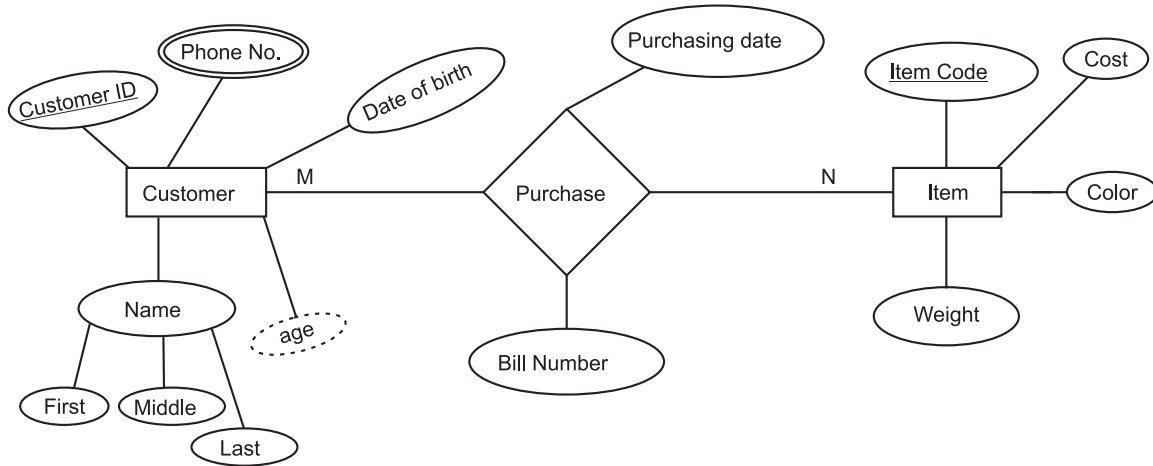 Phone No.
Purchasing date
Customer ID
Date of birth
Item Code
Cost
Customer
M
Purchase
N
Item
Color
Name
age
Bill Number
Weight
First
Middle
Last